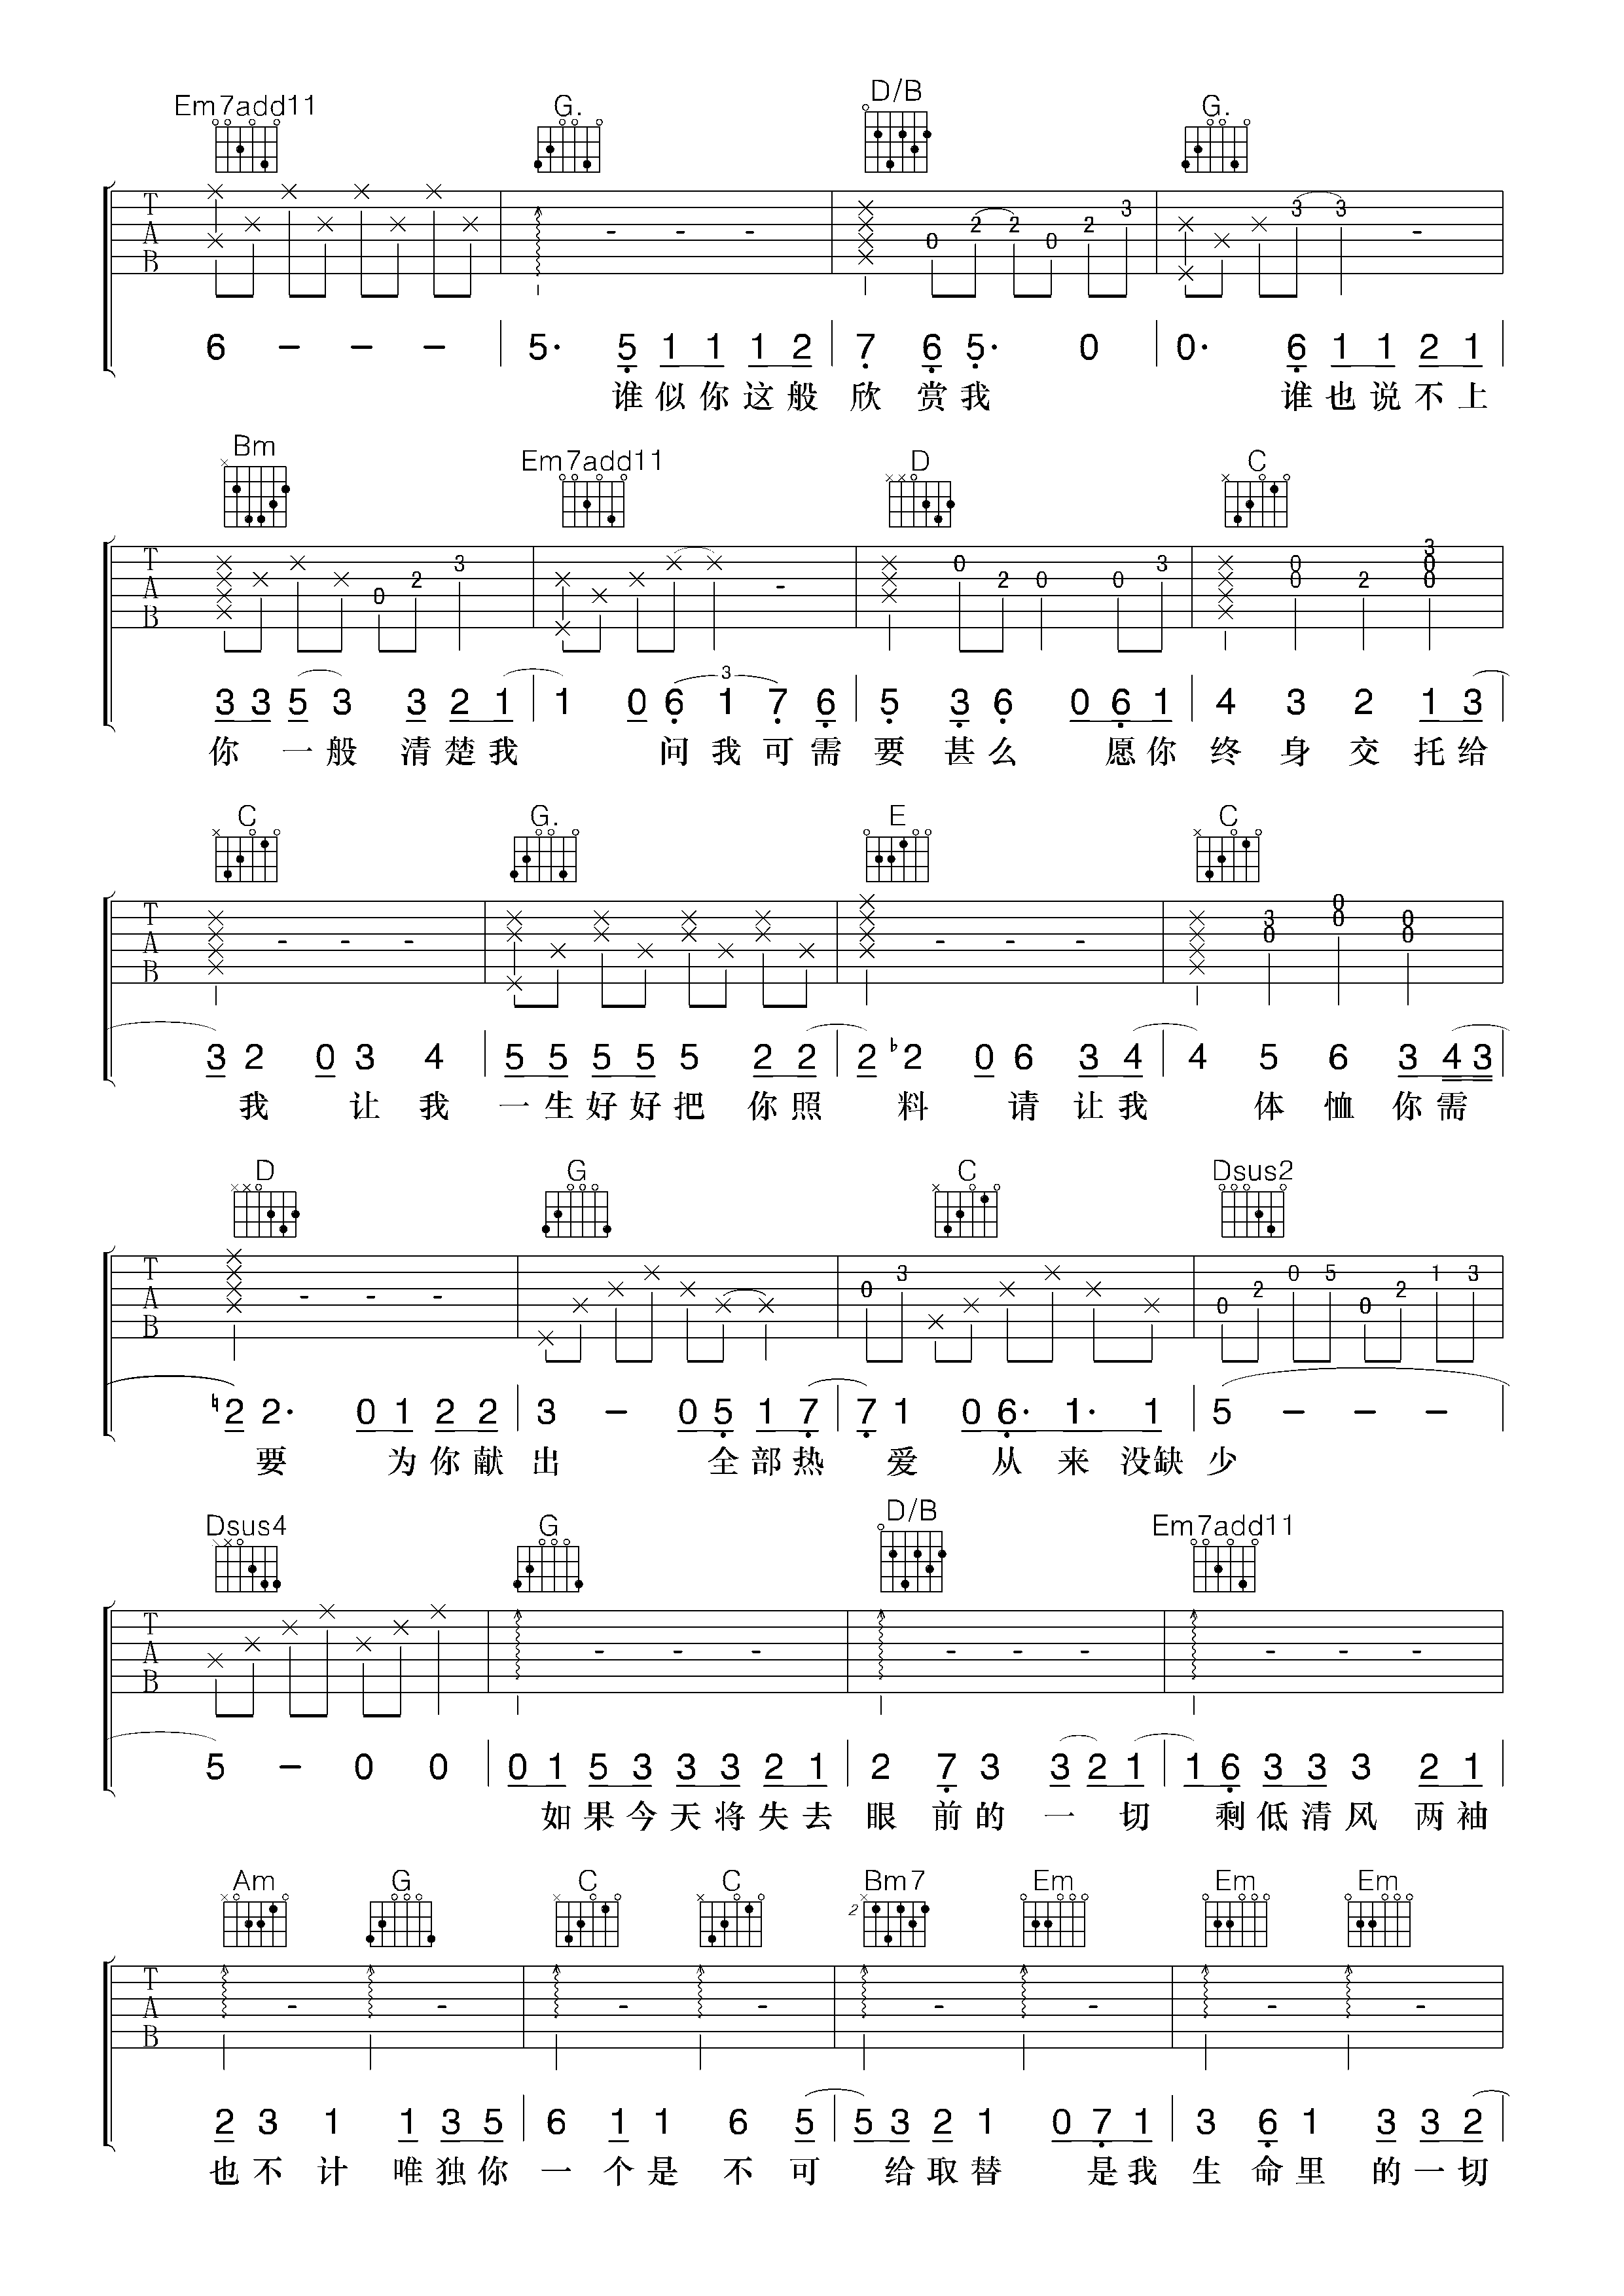 Em7add11 G. D/B G.
T A B × × × × × × × × - - - × × × × 0 2 2 0 2 3 × × × × 3 3 -
6 - - - 5· 5 1 1 1 2 7 6 5· 0 0· 6 1 1 2 1
谁似你这般欣赏我 谁也说不上
Bm Em7add11 D C
T A B × × × × × × × 0 2 3 × × × × × × - × × × 0 2 0 0 3 × × × × 0 0 2 3 0 0
3 3 5 3 3 2 1 1 0 6 1 7 6 5 3 6 0 6 1 4 3 2 1 3
3
你一般清楚我 问我可需要甚么 愿你终身交托给
C G. E C
T A B × × × × - - - × × × × × × × × × × × × × × × × × - - - × × × × 3 0 0 0 0 0
3 2 0 3 4 5 5 5 5 5 2 2 2 ♭2 0 6 3 4 4 5 6 3 4 3
我 让我一生好好把你照料 请让我体恤你需
D G C Dsus2
T A B × × × × - - - × × × × × × × 0 3 × × × × × × 0 2 0 5 0 2 1 3
♮2 2· 0 1 2 2 3 - 0 5 1 7 7 1 0 6· 1· 1 5 - - -
要 为你献出 全部热爱 从来没缺少
Dsus4 G D/B Em7add11
T A B × × × × × × × - - - - - - - - -
5 - 0 0 0 1 5 3 3 3 2 1 2 7 3 3 2 1 1 6 3 3 3 2 1
如果今天将失去眼前的一切 剩低清风两袖
Am G C C Bm7 Em Em Em
2
T A B - - - - - - - -
2 3 1 1 3 5 6 1 1 6 5 5 3 2 1 0 7 1 3 6 1 3 3 2
也不计 唯独你一个是不可给取替 是我生命里的一切